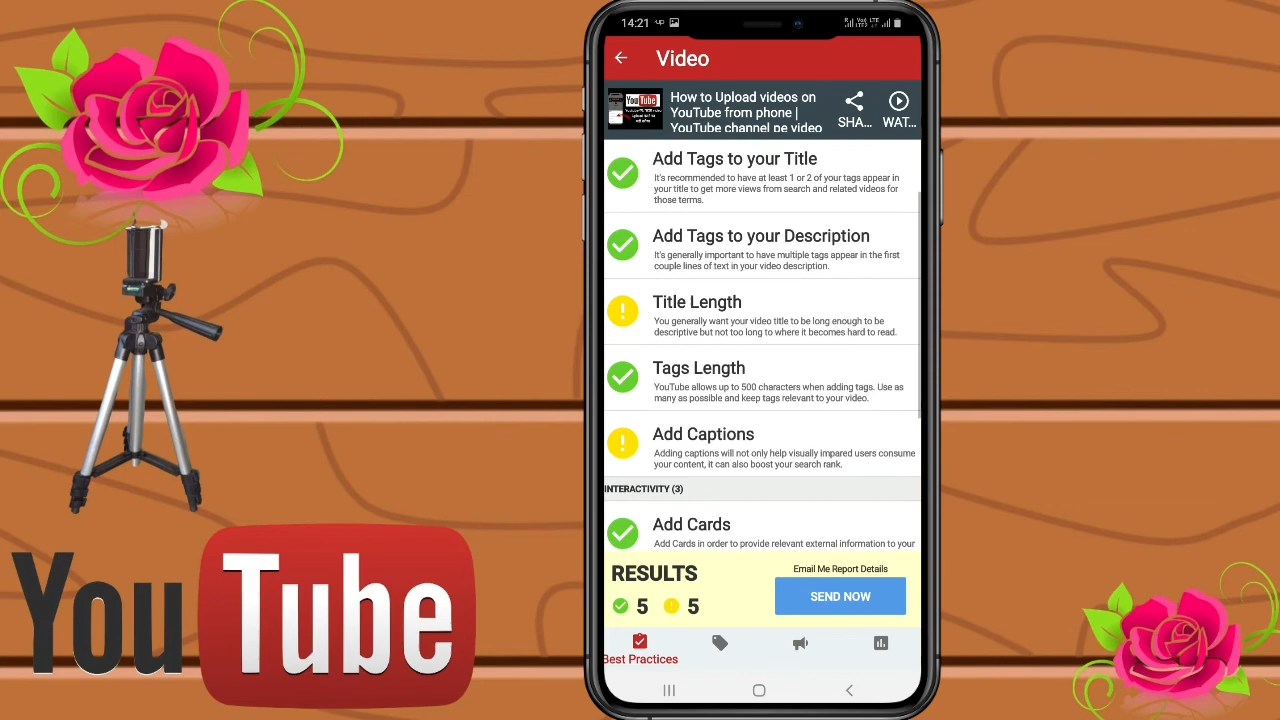 14:21
Video
How to Upload videos on
YouTube from phone |
YouTube channel pe video
SHA...
WAT...
Add Tags to your Title
It's recommended to have at least 1 or 2 of your tags appear in
your title to get more views from search and related videos for
those terms.
Add Tags to your Description
It's generally important to have multiple tags appear in the first
couple lines of text in your video description.
Title Length
You generally want your video title to be long enough to be
descriptive but not too long to where it becomes hard to read.
Tags Length
YouTube allows up to 500 characters when adding tags. Use as
many as possible and keep tags relevant to your video.
Add Captions
Adding captions will not only help visually impared users consume
your content, it can also boost your search rank.
INTERACTIVITY (3)
Add Cards
Add Cards in order to provide relevant external information to your
RESULTS
5 5
Email Me Report Details
SEND NOW
Best Practices
YouTube